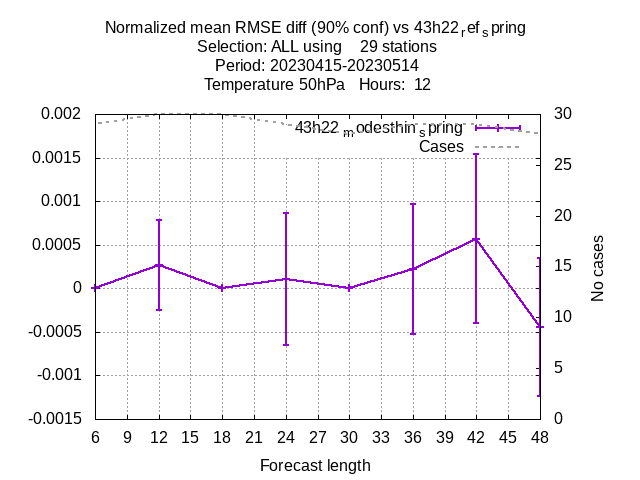 Normalized mean RMSE diff (90% conf) vs 43h22refspring
Selection: ALL using 29 stations
Period: 20230415-20230514
Temperature 50hPa Hours: 12
43h22modesthinspring
Cases
0.002
0.0015
0.001
0.0005
0
-0.0005
-0.001
-0.0015
30
25
20
15
10
5
0
No cases
6 9 12 15 18 21 24 27 30 33 36 39 42 45 48
Forecast length